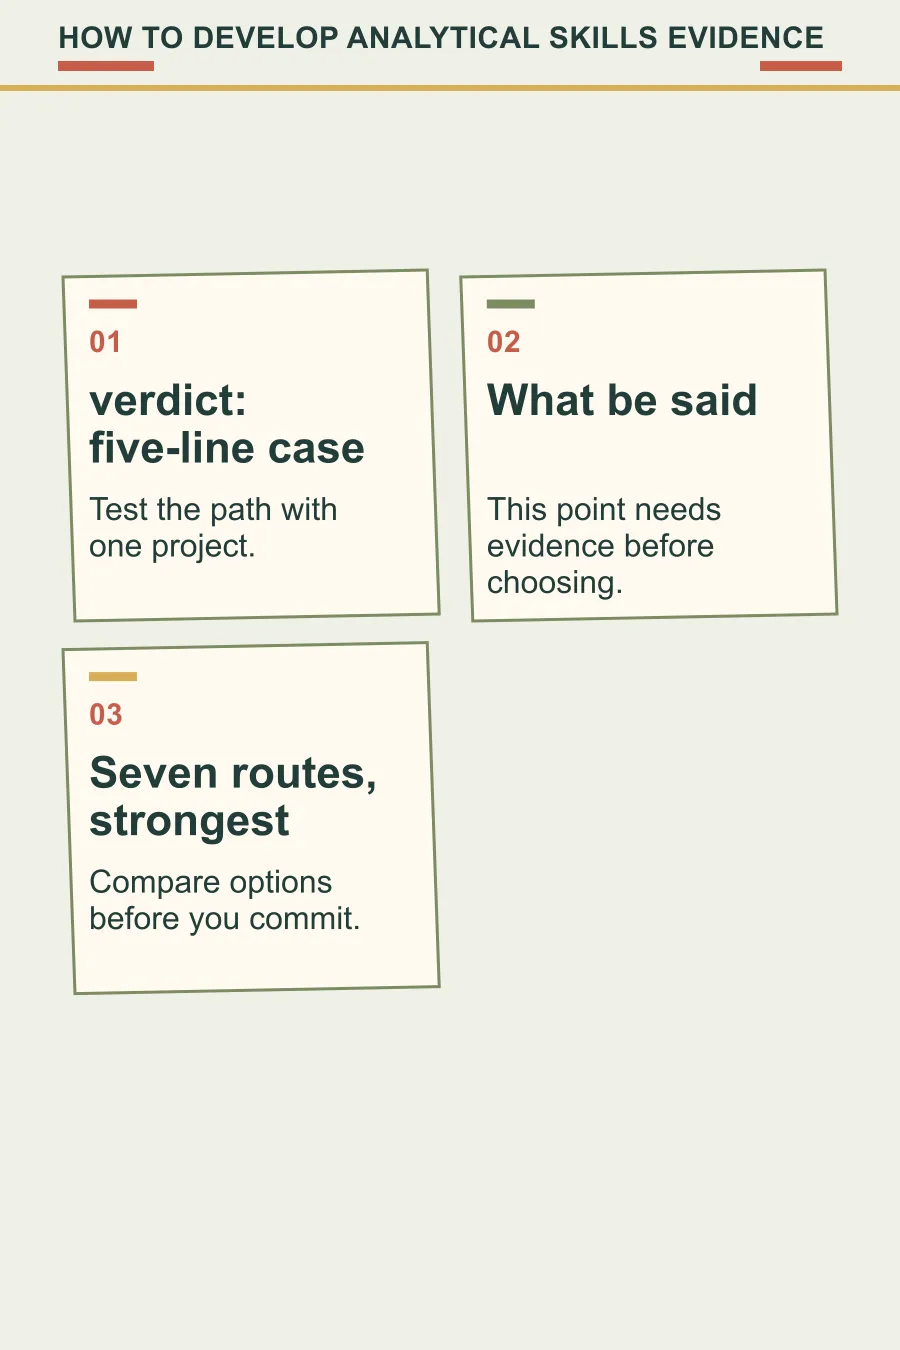 HOW TO DEVELOP ANALYTICAL SKILLS EVIDENCE
01
verdict:
five-line case
Test the path with
one project.
02
What be said
This point needs
evidence before
choosing.
03
Seven routes,
strongest
Compare options
before you commit.